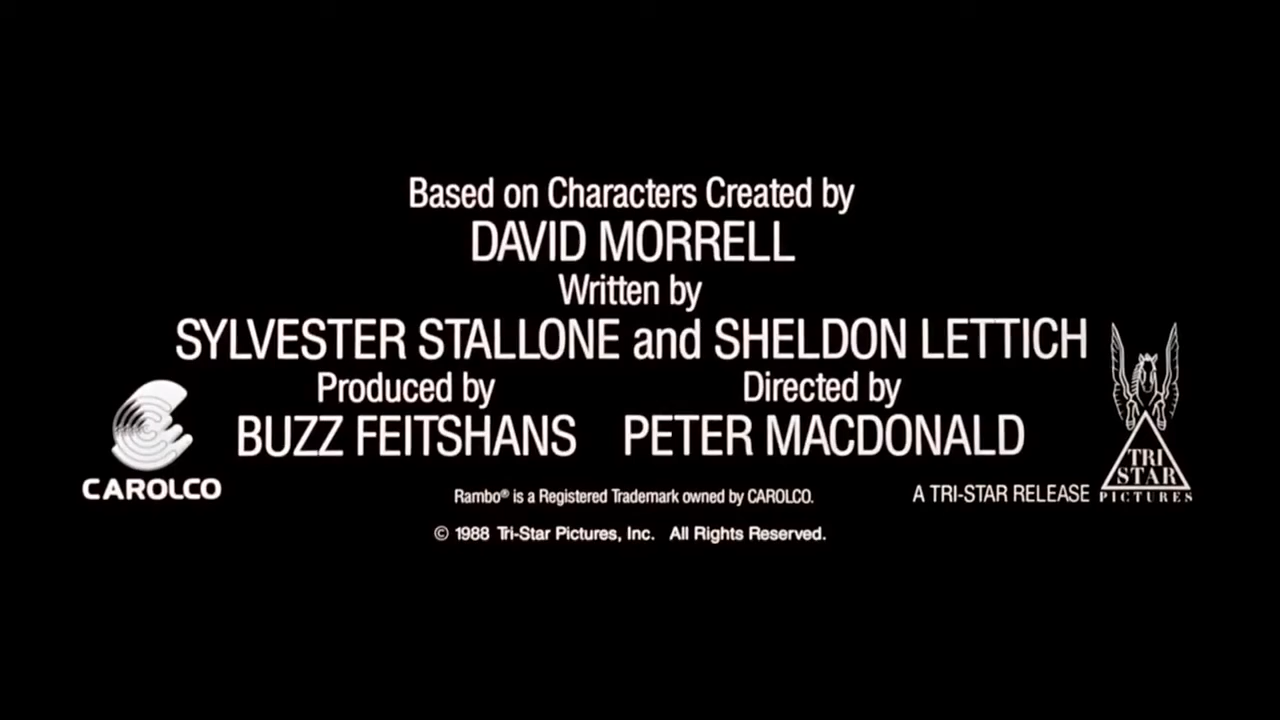 Based on Characters Created by
DAVID MORRELL
Written by
SYLVESTER STALLONE and SHELDON LETTICH
Produced by
BUZZ FEITSHANS
Directed by
PETER MACDONALD
CAROLCO
Rambo® is a Registered Trademark owned by CAROLCO.
A TRI-STAR RELEASE
TRI
STAR
PICTURES
© 1988 Tri-Star Pictures, Inc. All Rights Reserved.